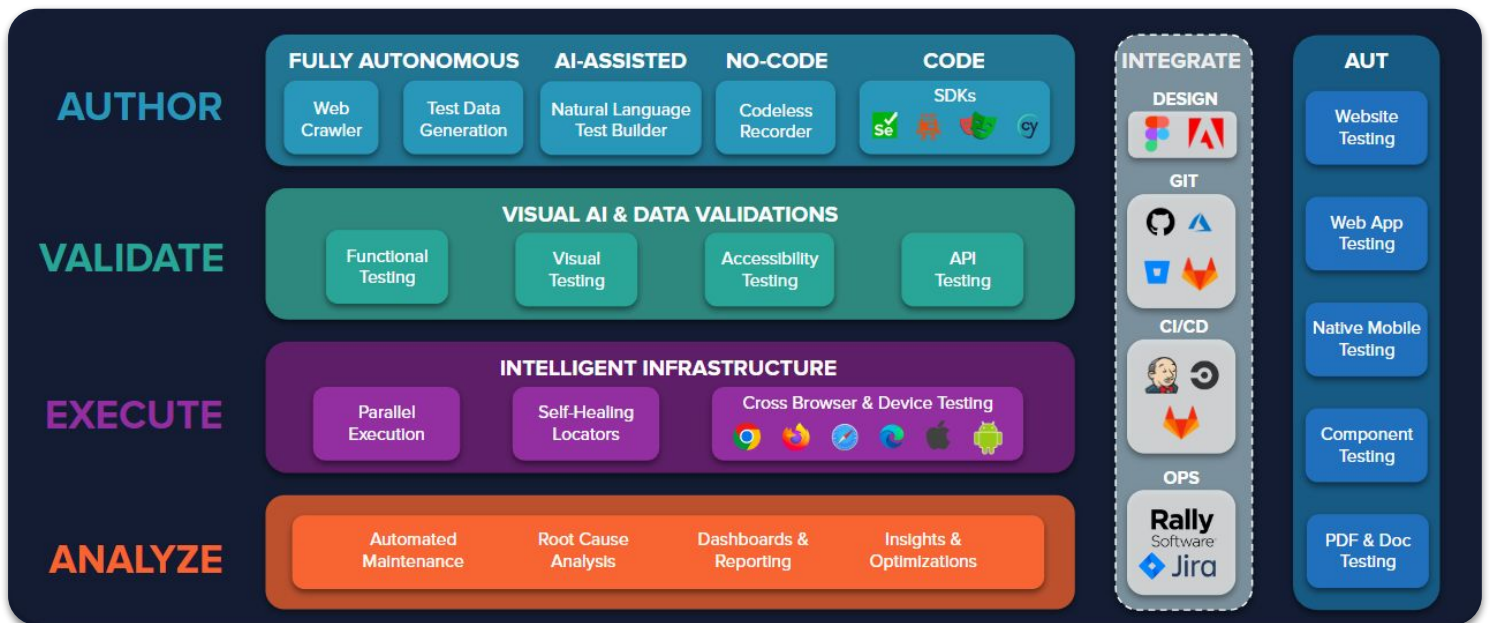 AUTHOR
FULLY AUTONOMOUS
Web
Crawler
Test Data
Generation
AI-ASSISTED
Natural Language
Test Builder
NO-CODE
Codeless
Recorder
CODE
SDKs
Se
cy
VALIDATE
VISUAL AI & DATA VALIDATIONS
Functional
Testing
Visual
Testing
Accessibility
Testing
API
Testing
EXECUTE
INTELLIGENT INFRASTRUCTURE
Parallel
Execution
Self-Healing
Locators
Cross Browser & Device Testing
ANALYZE
Automated
Maintenance
Root Cause
Analysis
Dashboards &
Reporting
Insights &
Optimizations
INTEGRATE
DESIGN
GIT
CI/CD
OPS
Rally
Software
Jira
AUT
Website
Testing
Web App
Testing
Native Mobile
Testing
Component
Testing
PDF & Doc
Testing